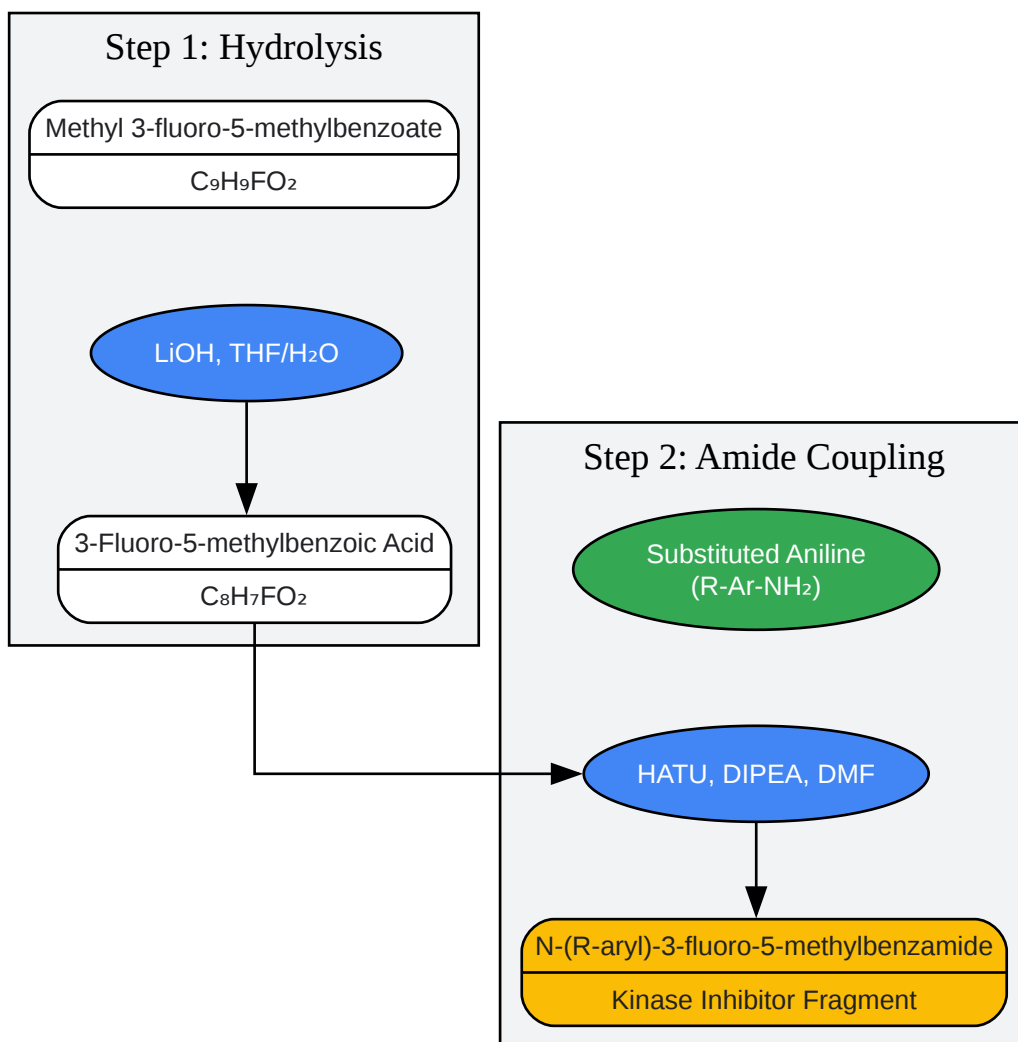 Step 1: Hydrolysis
Methyl 3-fluoro-5-methylbenzoate
C₉H₉FO₂
LiOH, THF/H₂O
3-Fluoro-5-methylbenzoic Acid
C₈H₇FO₂
Step 2: Amide Coupling
Substituted Aniline
(R-Ar-NH₂)
HATU, DIPEA, DMF
N-(R-aryl)-3-fluoro-5-methylbenzamide
Kinase Inhibitor Fragment